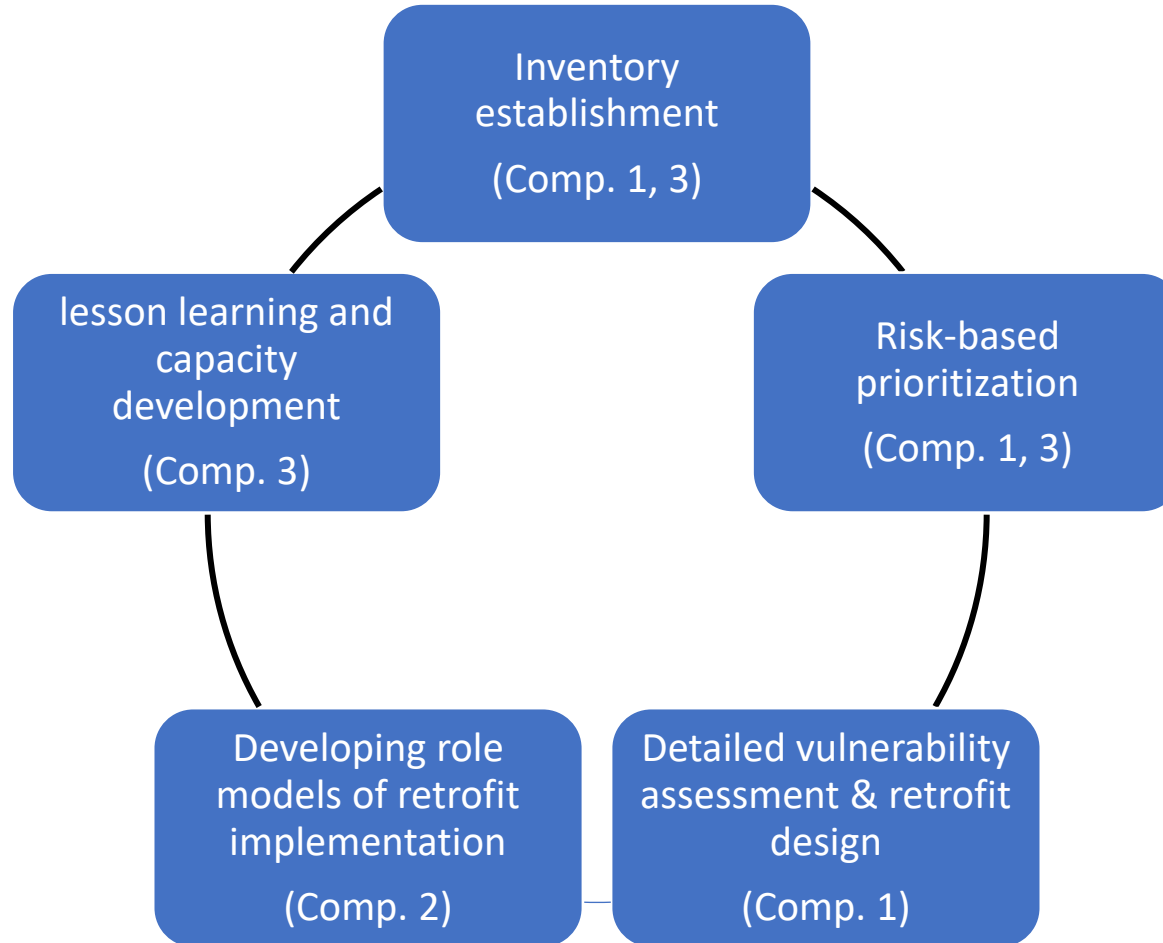 Inventory
establishment
(Comp. 1, 3)
Risk-based
prioritization
(Comp. 1, 3)
Detailed vulnerability
assessment & retrofit
design
(Comp. 1)
Developing role
models of retrofit
implementation
(Comp. 2)
lesson learning and
capacity
development
(Comp. 3)